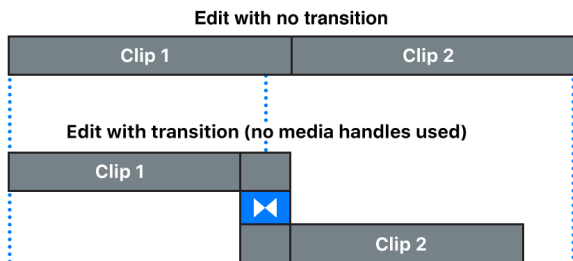 Edit with no transition
Clip 1 Clip 2
Edit with transition (no media handles used)
Clip 1
Clip 2